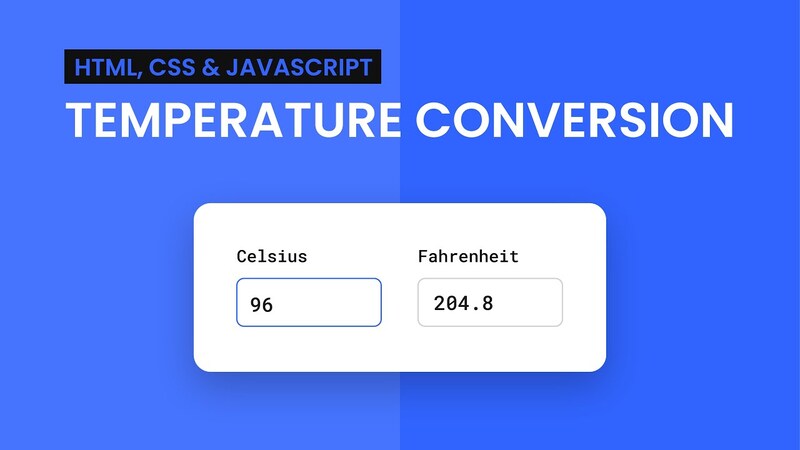 HTML, CSS & JAVASCRIPT
TEMPERATURE CONVERSION
Celsius Fahrenheit
96 204.8